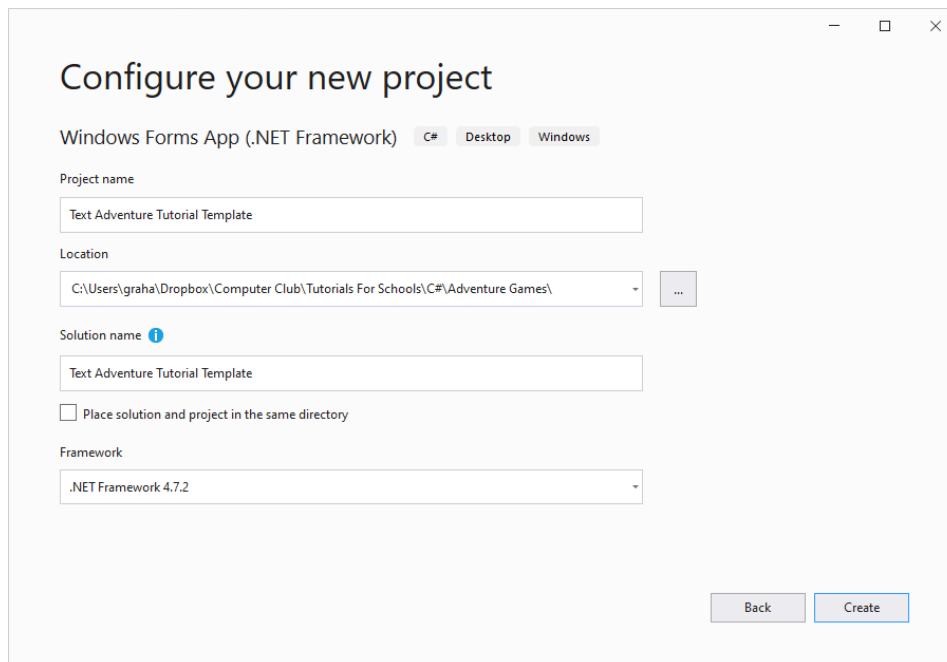 Configure your new project
Windows Forms App (.NET Framework) C# Desktop Windows
Project name
Text Adventure Tutorial Template
Location
C:\Users\graha\Dropbox\Computer Club\Tutorials For Schools\C#\Adventure Games\
...
Solution name
Text Adventure Tutorial Template
Place solution and project in the same directory
Framework
.NET Framework 4.7.2
Back Create